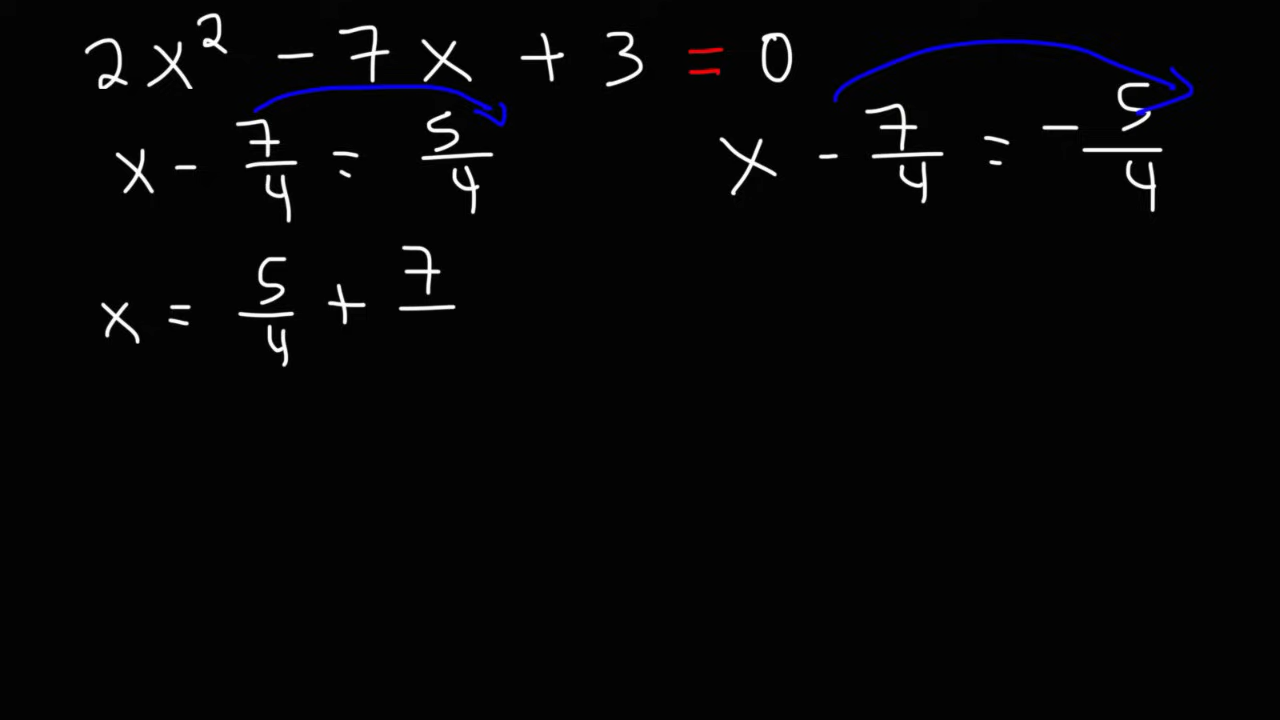 2x² - 7x + 3 = 0
x - 7/4 = 5/4
x - 7/4 = - 5/4
x = 5/4 + 7/